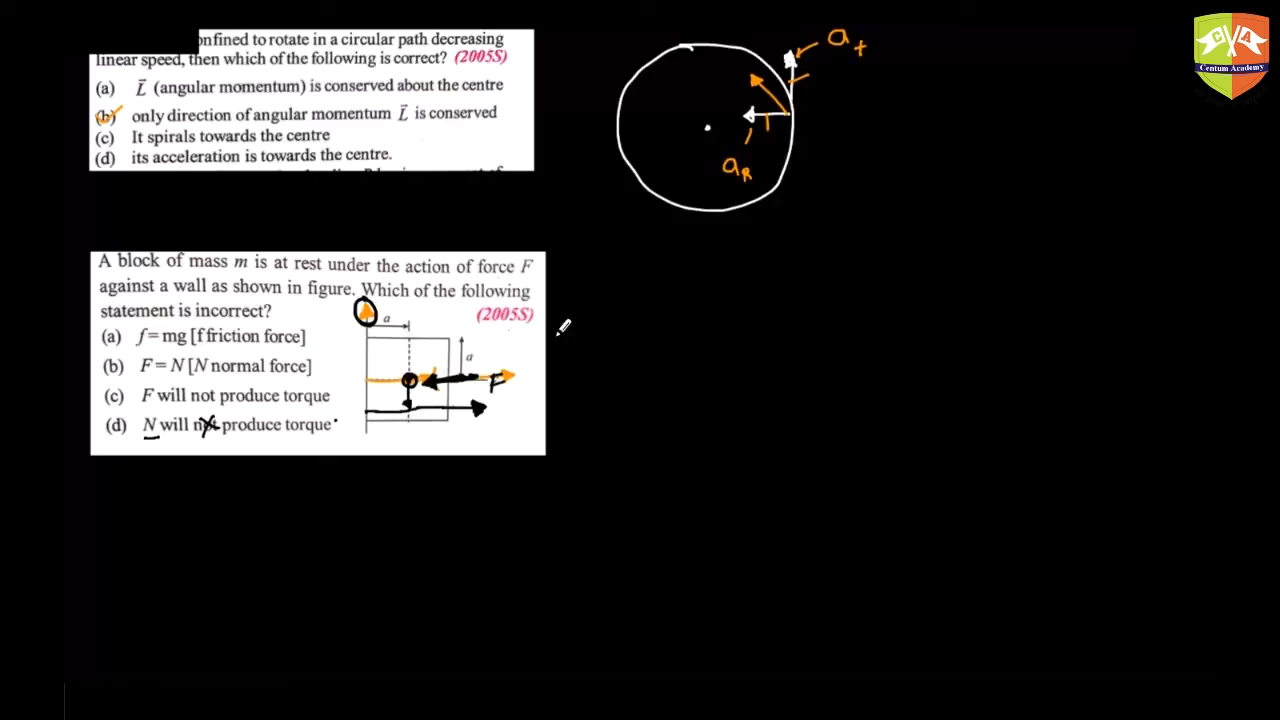 nfined to rotate in a circular path decreasing
linear speed, then which of the following is correct? (2005S)
(a) L⃗ (angular momentum) is conserved about the centre
(b) only direction of angular momentum L⃗ is conserved
(c) It spirals towards the centre
(d) its acceleration is towards the centre.
a_t
a_R
C A
Centum Academy
A block of mass m is at rest under the action of force F
against a wall as shown in figure. Which of the following
statement is incorrect? (2005S)
(a) f=mg [f friction force]
(b) F=N [N normal force]
(c) F will not produce torque
(d) N will not produce torque
a
a
F